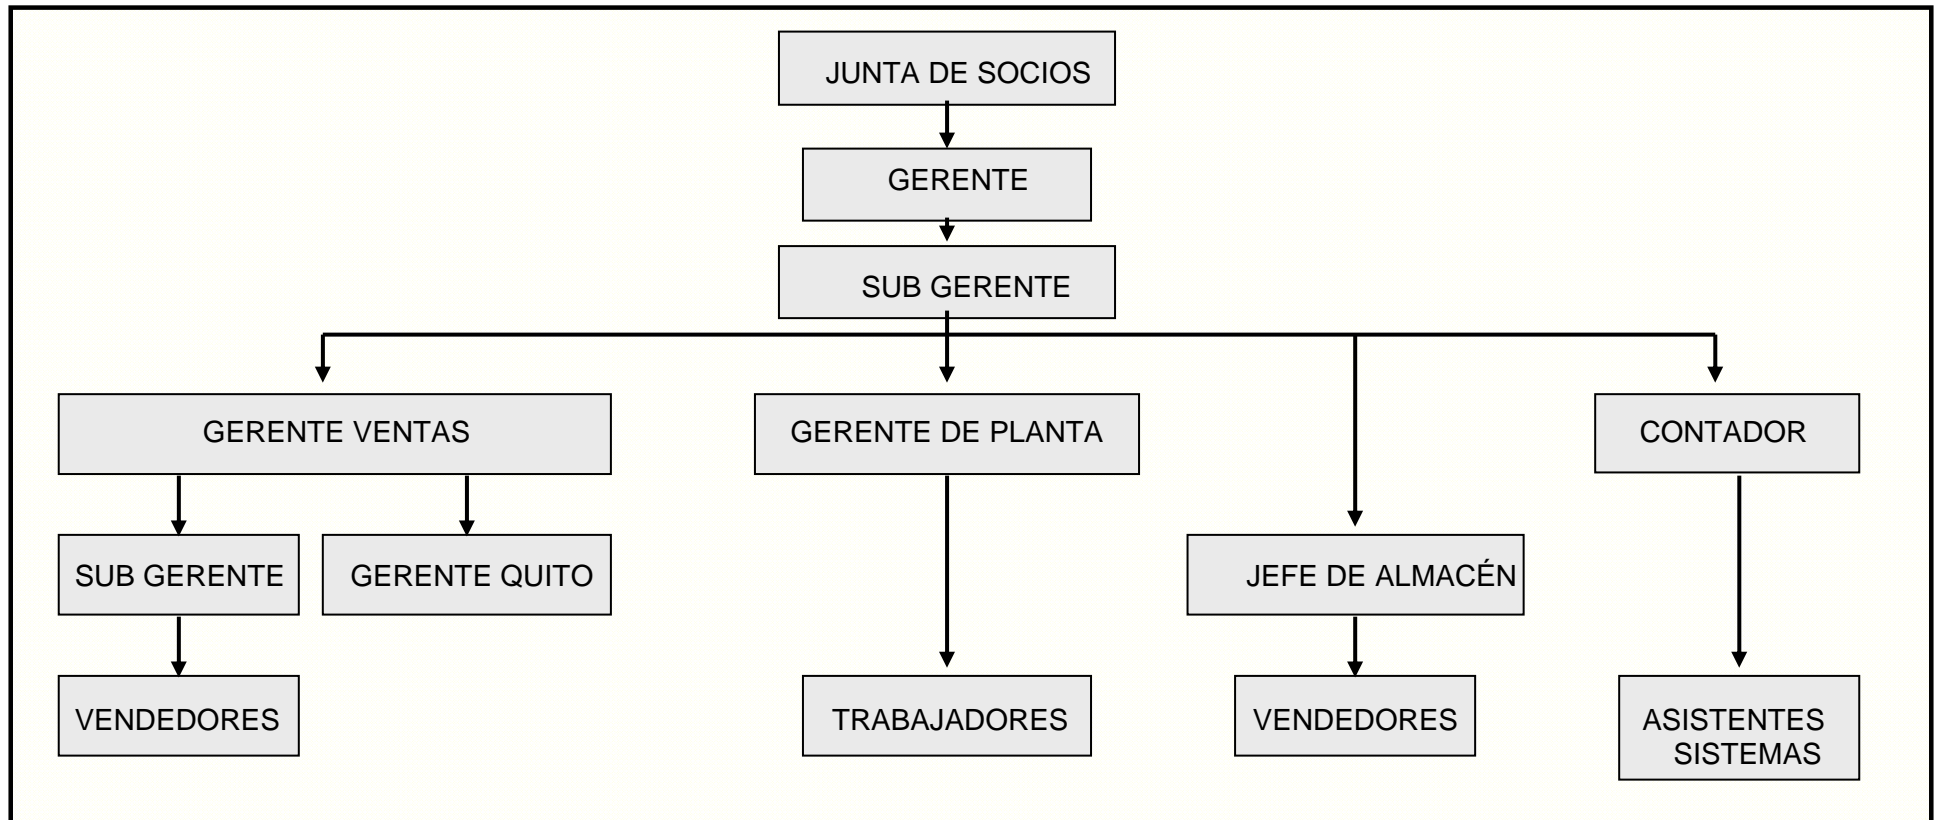 JUNTA DE SOCIOS
GERENTE
SUB GERENTE
GERENTE VENTAS
GERENTE DE PLANTA
CONTADOR
SUB GERENTE
GERENTE QUITO
JEFE DE ALMACÉN
VENDEDORES
TRABAJADORES
VENDEDORES
ASISTENTES
SISTEMAS